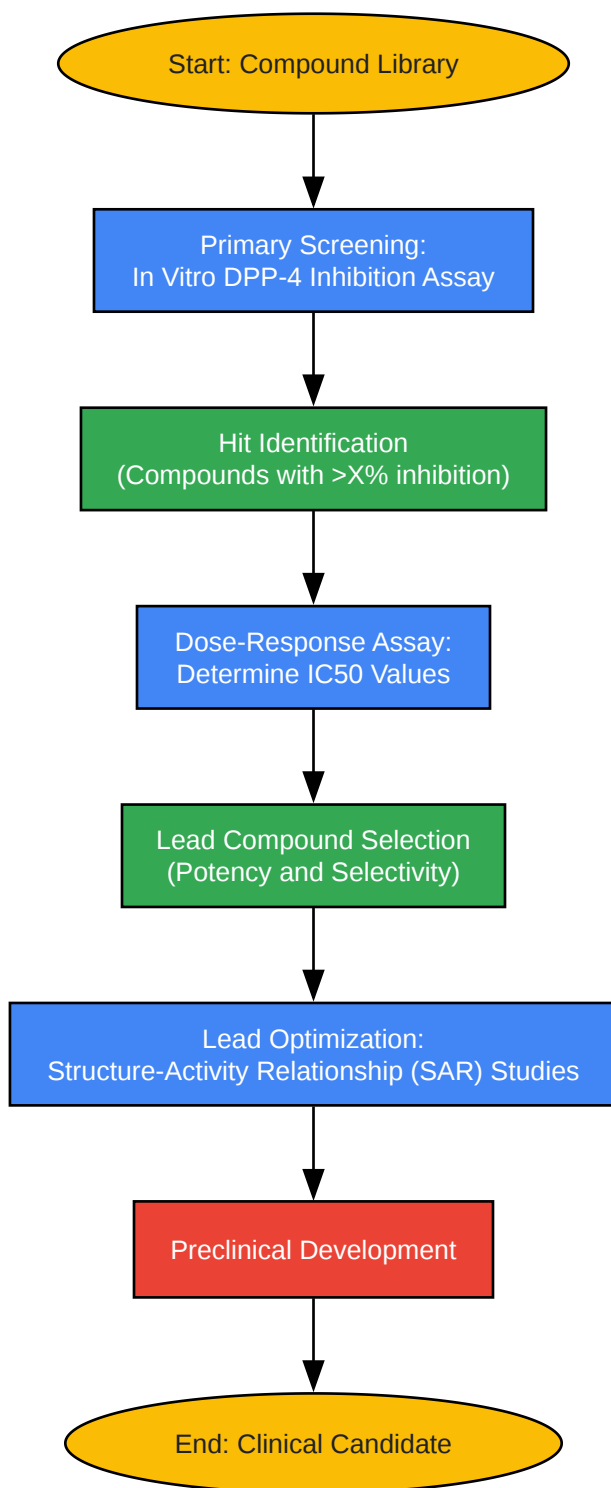 Start: Compound Library
Primary Screening:
In Vitro DPP-4 Inhibition Assay
Hit Identification
(Compounds with >X% inhibition)
Dose-Response Assay:
Determine IC50 Values
Lead Compound Selection
(Potency and Selectivity)
Lead Optimization:
Structure-Activity Relationship (SAR) Studies
Preclinical Development
End: Clinical Candidate